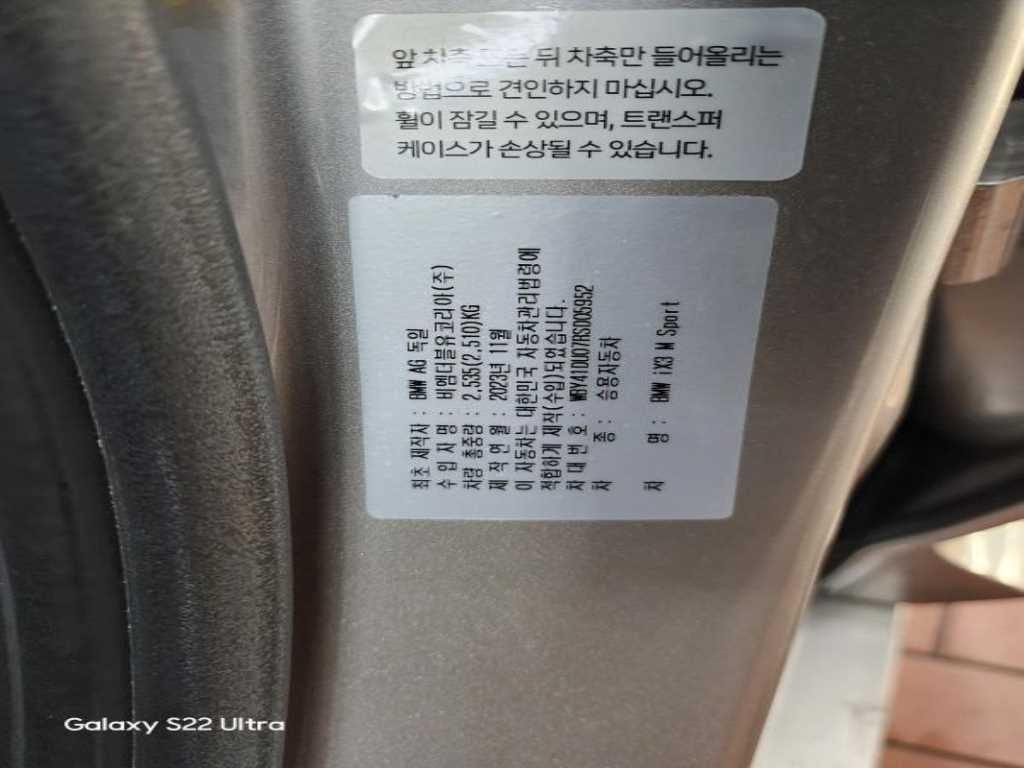 앞 차축 또는 뒤 차축만 들어올리는
방법으로 견인하지 마십시오.
휠이 잠길 수 있으며, 트랜스퍼
케이스가 손상될 수 있습니다.
최초 제작자 : BMW AG 독일
수 입 자 명 : 비엠더블유코리아(주)
차량 총중량 : 2,535(2,510)KG
제 작 연 월 : 2023년 11월
이 자동차는 대한민국 자동차관리법령에
적합하게 제작(수입)되었습니다.
차 대 번 호 : WBY41DU07RS005952
차 종 : 승용자동차
차 명 : BMW iX3 M Sport
Galaxy S22 Ultra